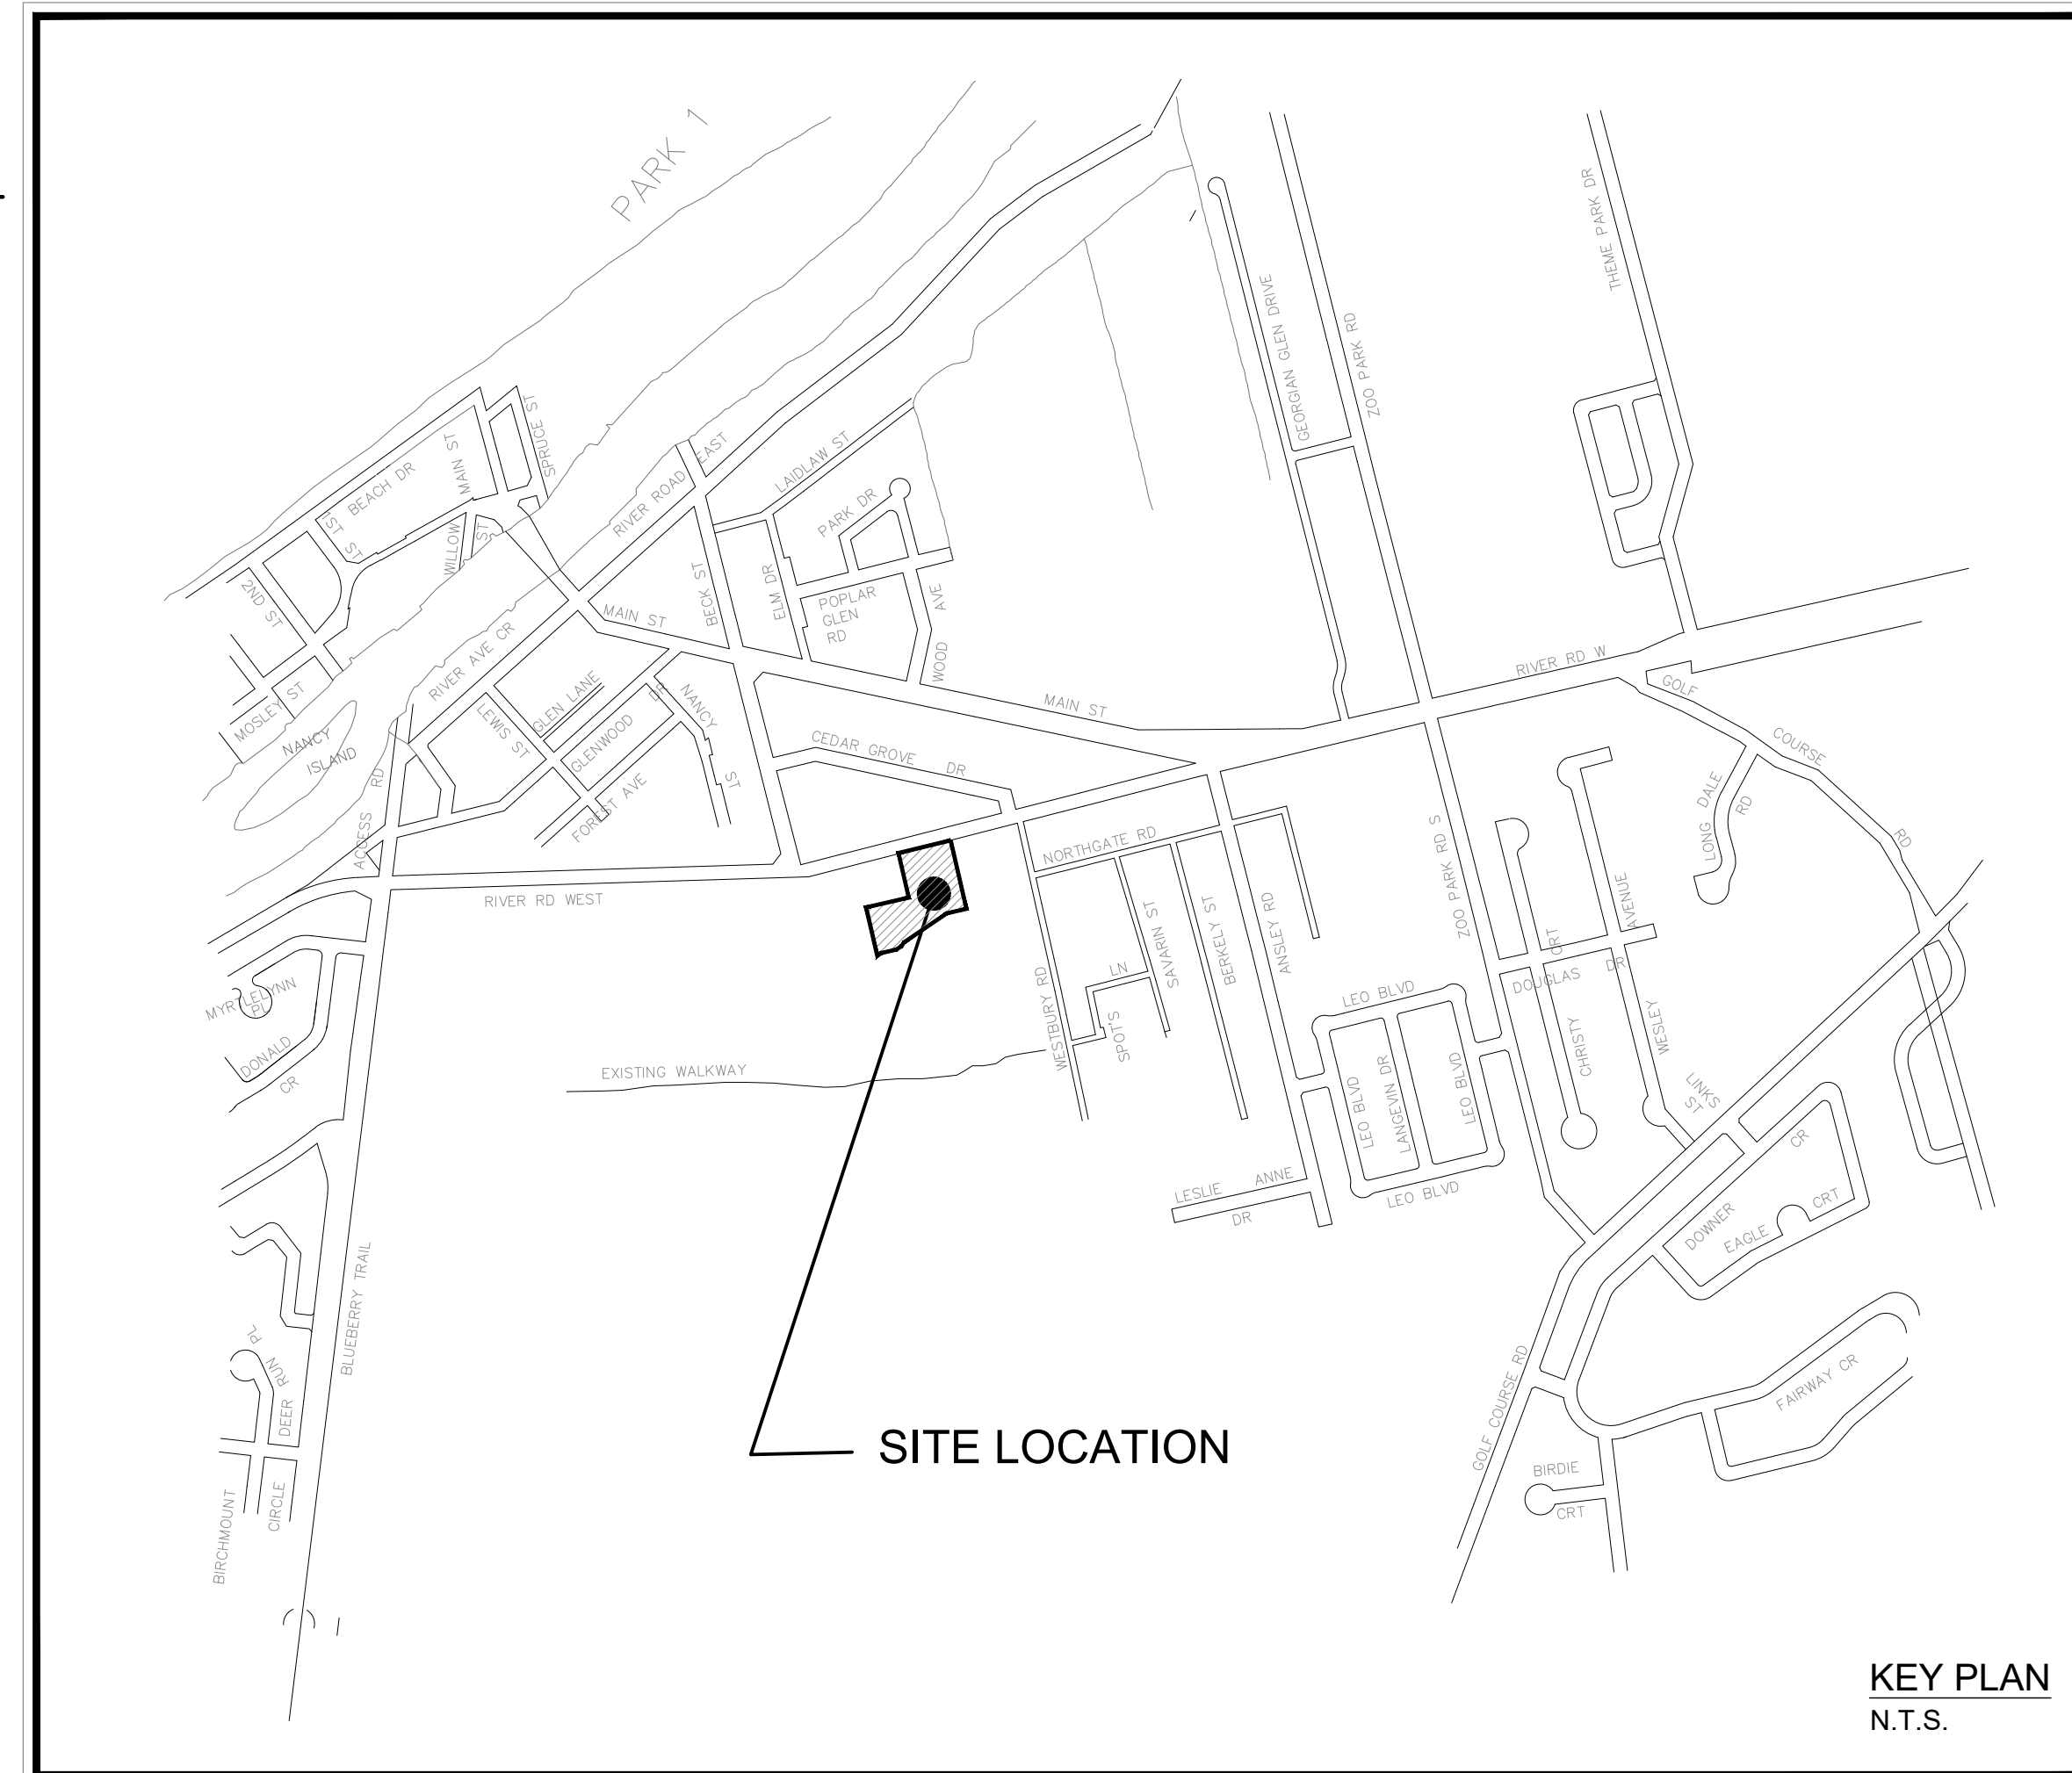 PARK 1
THEME PARK DR
GEORGIAN GLEN DRIVE
ZOO PARK RD
SPRUCE ST
MAIN ST
BEACH DR
1ST ST
RIVER ROAD EAST
LAIDLAW ST
PARK DR
WILLOW ST
2ND ST
BECK ST
ELM DR
POPLAR
GLEN
RD
WOOD AVE
MAIN ST
RIVER AVE CR
RIVER RD W
GOLF COURSE RD
MOSLEY ST
NANCY
ISLAND
LEWIS ST
GLEN LANE
GLENWOOD DR
NANCY ST
MAIN ST
CEDAR GROVE DR
FOREST AVE
ACCESS RD
LONG DALE RD
NORTHGATE RD
RIVER RD WEST
ZOO PARK RD S
SAVARIN ST
BERKELY ST
ANSLEY RD
WESLEY AVENUE
CHRISTY CRT
DOUGLAS DR
MYRTLELYNN
PL
DONALD CR
WESTBURY RD
SPOT'S LN
LEO BLVD
EXISTING WALKWAY
LEO BLVD
LANGEVIN DR
LEO BLVD
LINKS
ST
LESLIE ANNE
DR
LEO BLVD
DOWNER CR
EAGLE CRT
BLUEBERRY TRAIL
DEER RUN PL
GOLF COURSE RD
FAIRWAY CR
SITE LOCATION
BIRDIE
CRT
BIRCHMOUNT CIRCLE
KEY PLAN
N.T.S.